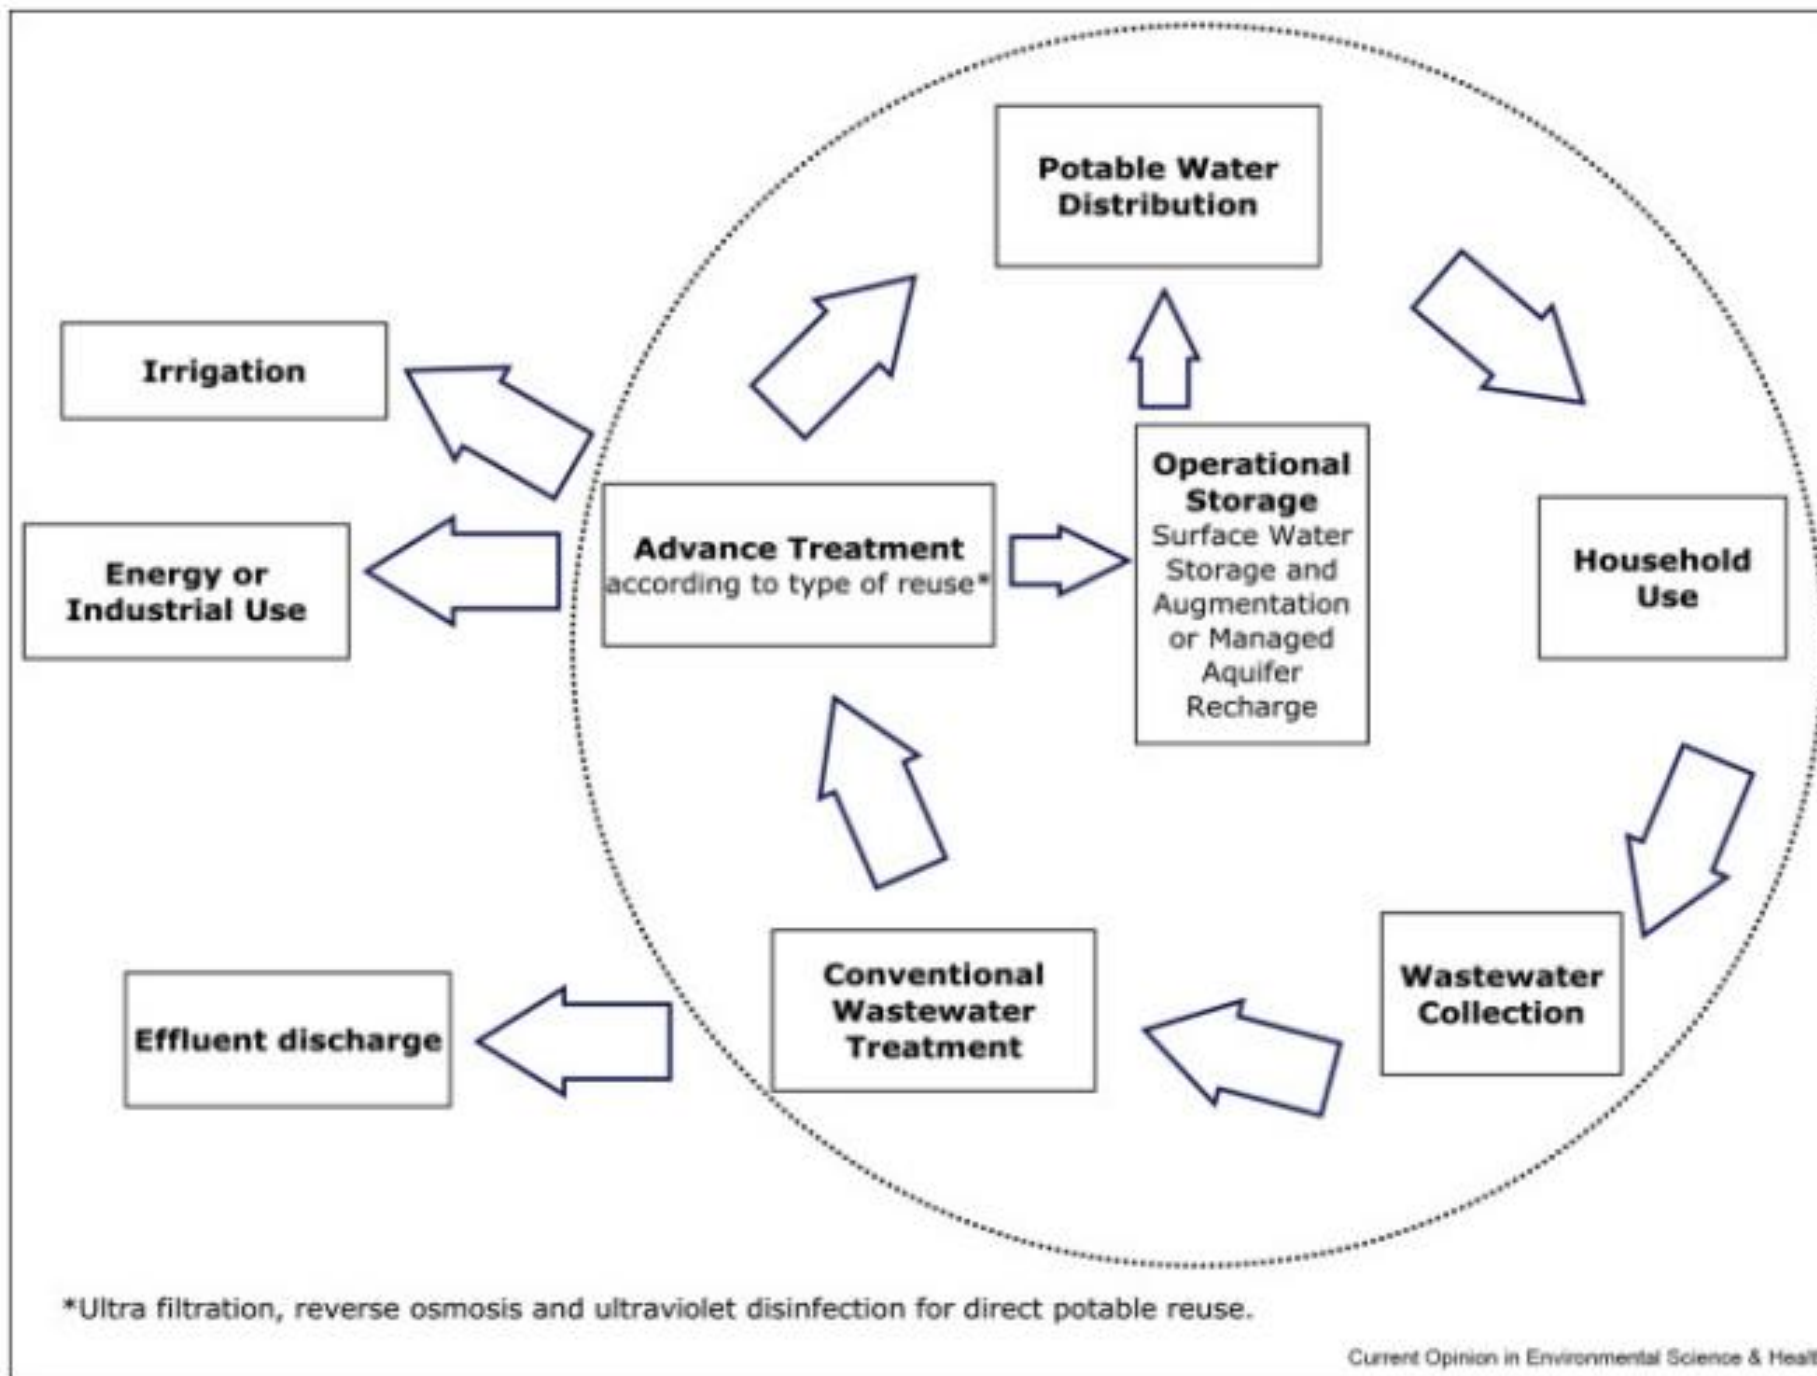 Potable Water
Distribution
Irrigation
Energy or
Industrial Use
Advance Treatment
according to type of reuse*
Operational
Storage
Surface Water
Storage and
Augmentation
or Managed
Aquifer
Recharge
Household
Use
Effluent discharge
Conventional
Wastewater
Treatment
Wastewater
Collection
*Ultra filtration, reverse osmosis and ultraviolet disinfection for direct potable reuse.
Current Opinion in Environmental Science & Healt